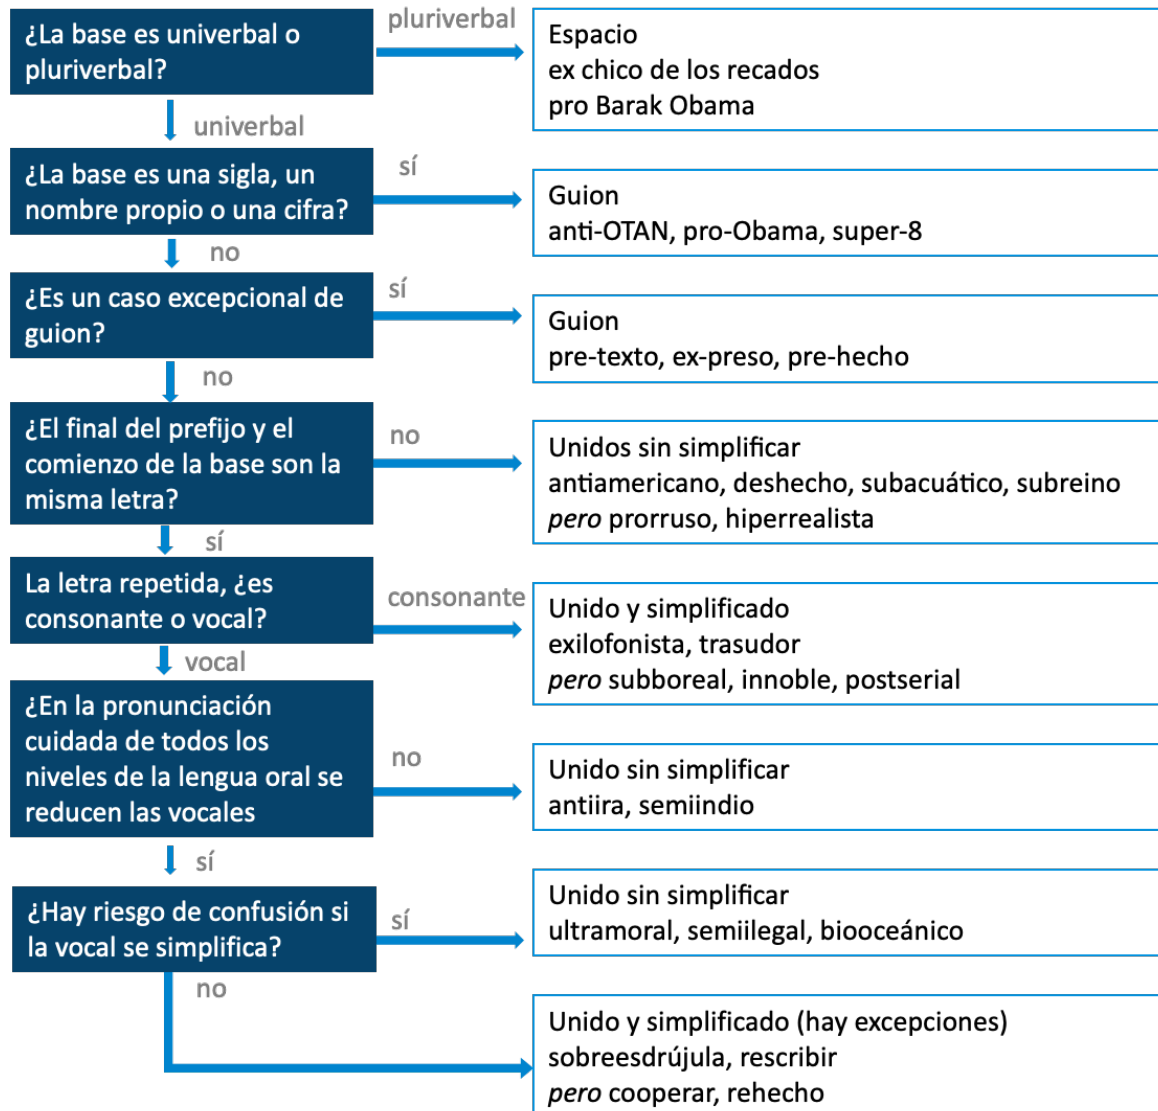 ¿La base es univerbal o
pluriverbal?
pluriverbal
Espacio
ex chico de los recados
pro Barak Obama
univerbal
¿La base es una sigla, un
nombre propio o una cifra?
sí
Guion
anti-OTAN, pro-Obama, super-8
no
¿Es un caso excepcional de
guion?
sí
Guion
pre-texto, ex-preso, pre-hecho
no
¿El final del prefijo y el
comienzo de la base son la
misma letra?
no
Unidos sin simplificar
antiamericano, deshecho, subacuático, subreino
pero prorruso, hiperrealista
sí
La letra repetida, ¿es
consonante o vocal?
consonante
Unido y simplificado
exilofonista, trasudor
pero subboreal, innoble, postserial
vocal
¿En la pronunciación
cuidada de todos los
niveles de la lengua oral se
reducen las vocales
no
Unido sin simplificar
antiira, semiindio
sí
¿Hay riesgo de confusión si
la vocal se simplifica?
sí
Unido sin simplificar
ultramoral, semiilegal, biooceánico
no
Unido y simplificado (hay excepciones)
sobreesdrújula, rescribir
pero cooperar, rehecho